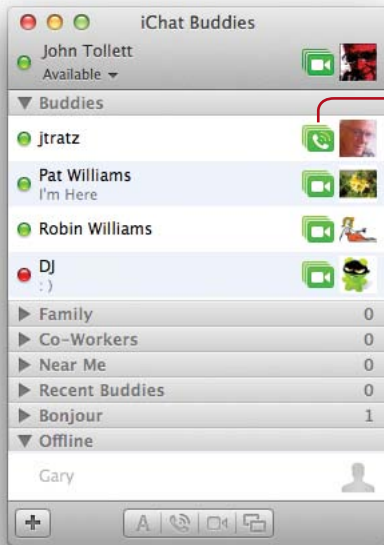 iChat Buddies
John Tollett
Available
Buddies
jtratz
Pat Williams
I'm Here
Robin Williams
DJ
: )
Family 0
Co-Workers 0
Near Me 0
Recent Buddies 0
Bonjour 1
Offline
Gary
A